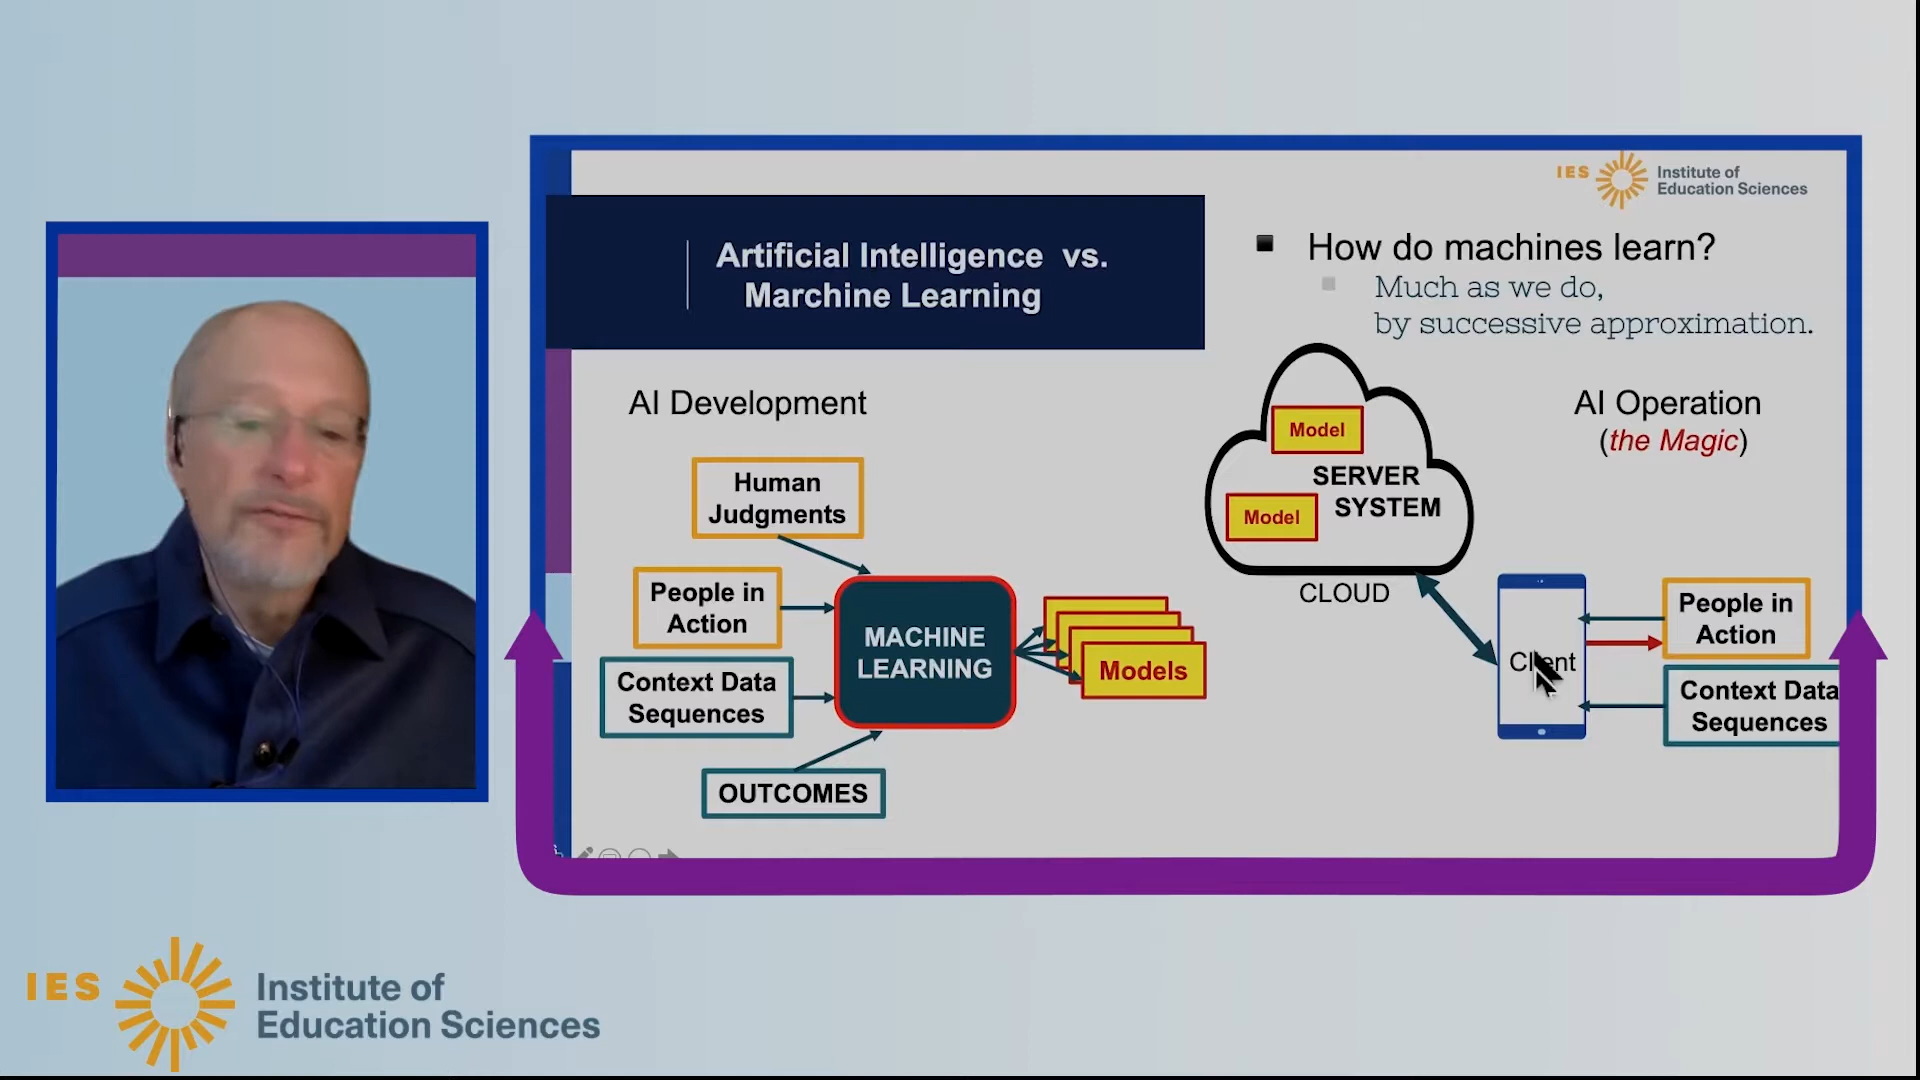 IES
Institute of
Education Sciences
Artificial Intelligence vs.
Marchine Learning
How do machines learn?
Much as we do,
by successive approximation.
AI Development
AI Operation
(the Magic)
Model
SERVER
SYSTEM
Model
CLOUD
Human
Judgments
People in
Action
Context Data
Sequences
OUTCOMES
MACHINE
LEARNING
Models
Client
People in
Action
Context Data
Sequences
IES
Institute of
Education Sciences